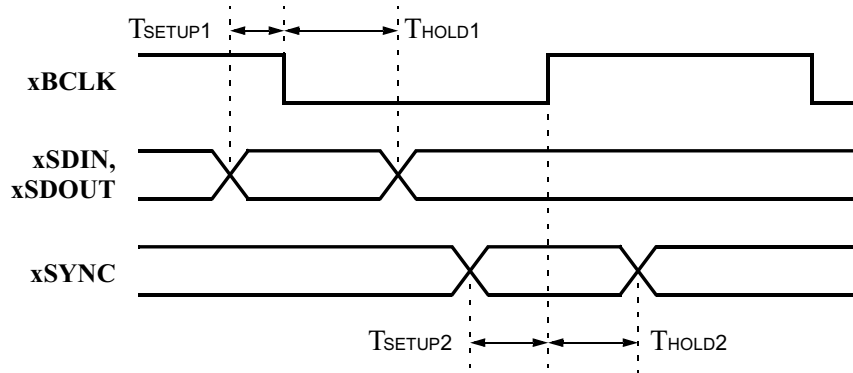 TSETUP1
THOLD1
xBCLK
xSDIN,
xSDOUT
xSYNC
TSETUP2
THOLD2